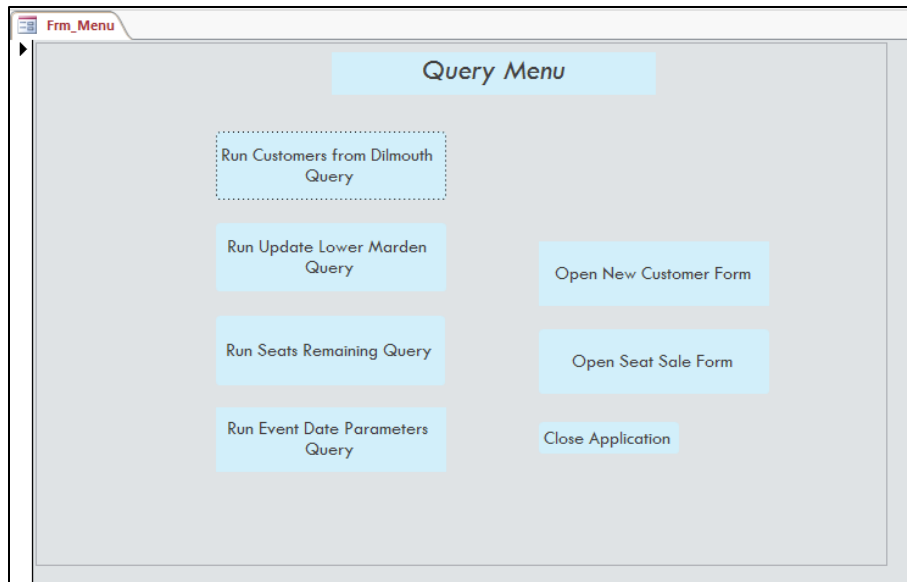 Frm_Menu
Query Menu
Run Customers from Dilmouth
Query
Run Update Lower Marden
Query
Run Seats Remaining Query
Run Event Date Parameters
Query
Open New Customer Form
Open Seat Sale Form
Close Application